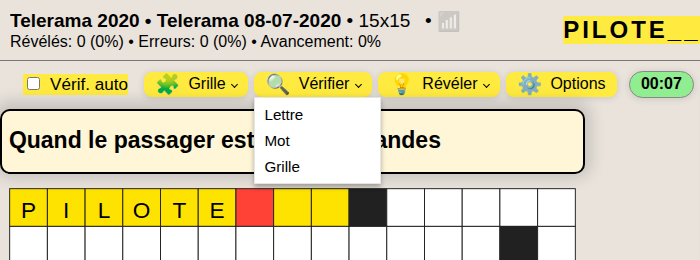 Telerama 2020 • Telerama 08-07-2020 • 15x15 •
Révélés: 0 (0%) • Erreurs: 0 (0%) • Avancement: 0%
PILOTE__
Vérif. auto Grille Vérifier Révéler Options 00:07
Lettre
Mot
Grille
Quand le passager est andes
P I L O T E